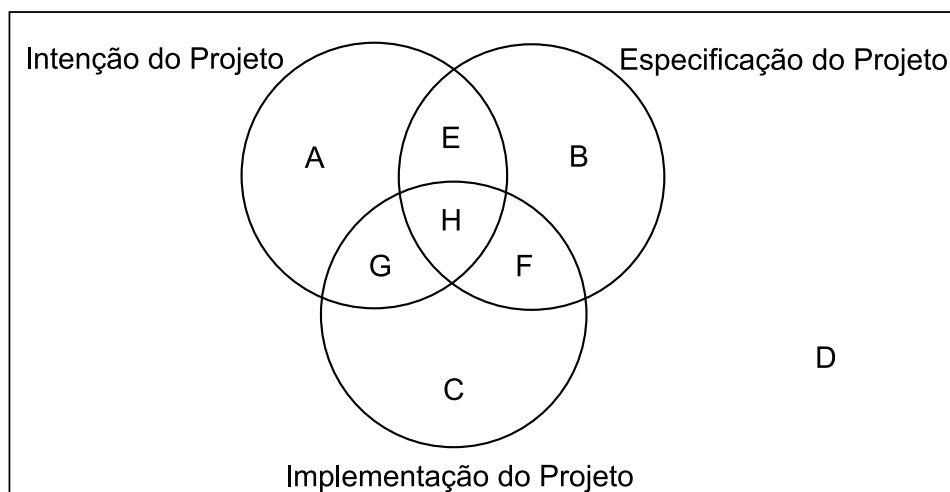 Intenção do Projeto
Especificação do Projeto
E
A
B
H
G
F
D
C
Implementação do Projeto